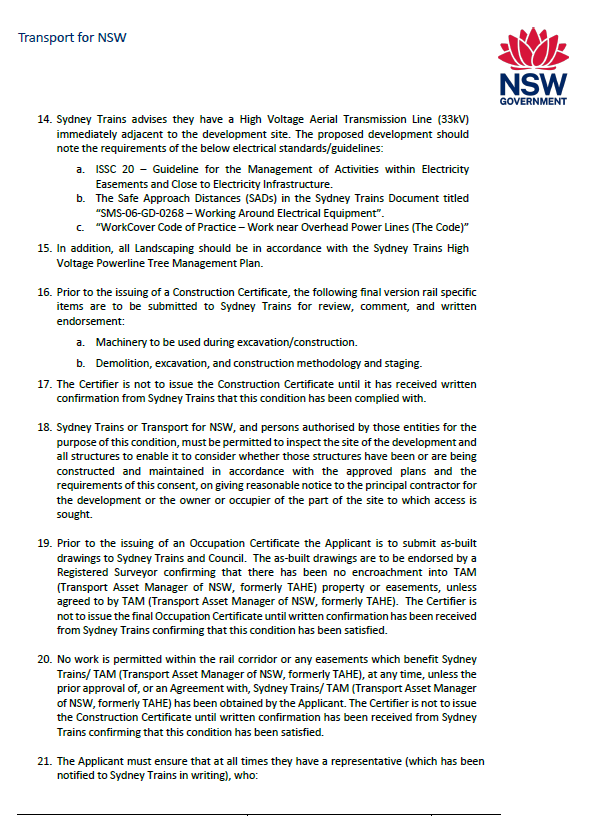 Transport for NSW
NSW
GOVERNMENT
14. Sydney Trains advises they have a High Voltage Aerial Transmission Line (33kV)
immediately adjacent to the development site. The proposed development should
note the requirements of the below electrical standards/guidelines:
a. ISSC 20 – Guideline for the Management of Activities within Electricity
Easements and Close to Electricity Infrastructure.
b. The Safe Approach Distances (SADs) in the Sydney Trains Document titled
“SMS-06-GD-0268 – Working Around Electrical Equipment”.
c. “WorkCover Code of Practice – Work near Overhead Power Lines (The Code)”
15. In addition, all Landscaping should be in accordance with the Sydney Trains High
Voltage Powerline Tree Management Plan.
16. Prior to the issuing of a Construction Certificate, the following final version rail specific
items are to be submitted to Sydney Trains for review, comment, and written
endorsement:
a. Machinery to be used during excavation/construction.
b. Demolition, excavation, and construction methodology and staging.
17. The Certifier is not to issue the Construction Certificate until it has received written
confirmation from Sydney Trains that this condition has been complied with.
18. Sydney Trains or Transport for NSW, and persons authorised by those entities for the
purpose of this condition, must be permitted to inspect the site of the development and
all structures to enable it to consider whether those structures have been or are being
constructed and maintained in accordance with the approved plans and the
requirements of this consent, on giving reasonable notice to the principal contractor for
the development or the owner or occupier of the part of the site to which access is
sought.
19. Prior to the issuing of an Occupation Certificate the Applicant is to submit as-built
drawings to Sydney Trains and Council. The as-built drawings are to be endorsed by a
Registered Surveyor confirming that there has been no encroachment into TAM
(Transport Asset Manager of NSW, formerly TAHE) property or easements, unless
agreed to by TAM (Transport Asset Manager of NSW, formerly TAHE). The Certifier is
not to issue the final Occupation Certificate until written confirmation has been received
from Sydney Trains confirming that this condition has been satisfied.
20. No work is permitted within the rail corridor or any easements which benefit Sydney
Trains/ TAM (Transport Asset Manager of NSW, formerly TAHE), at any time, unless the
prior approval of, or an Agreement with, Sydney Trains/ TAM (Transport Asset Manager
of NSW, formerly TAHE) has been obtained by the Applicant. The Certifier is not to issue
the Construction Certificate until written confirmation has been received from Sydney
Trains confirming that this condition has been satisfied.
21. The Applicant must ensure that at all times they have a representative (which has been
notified to Sydney Trains in writing), who: